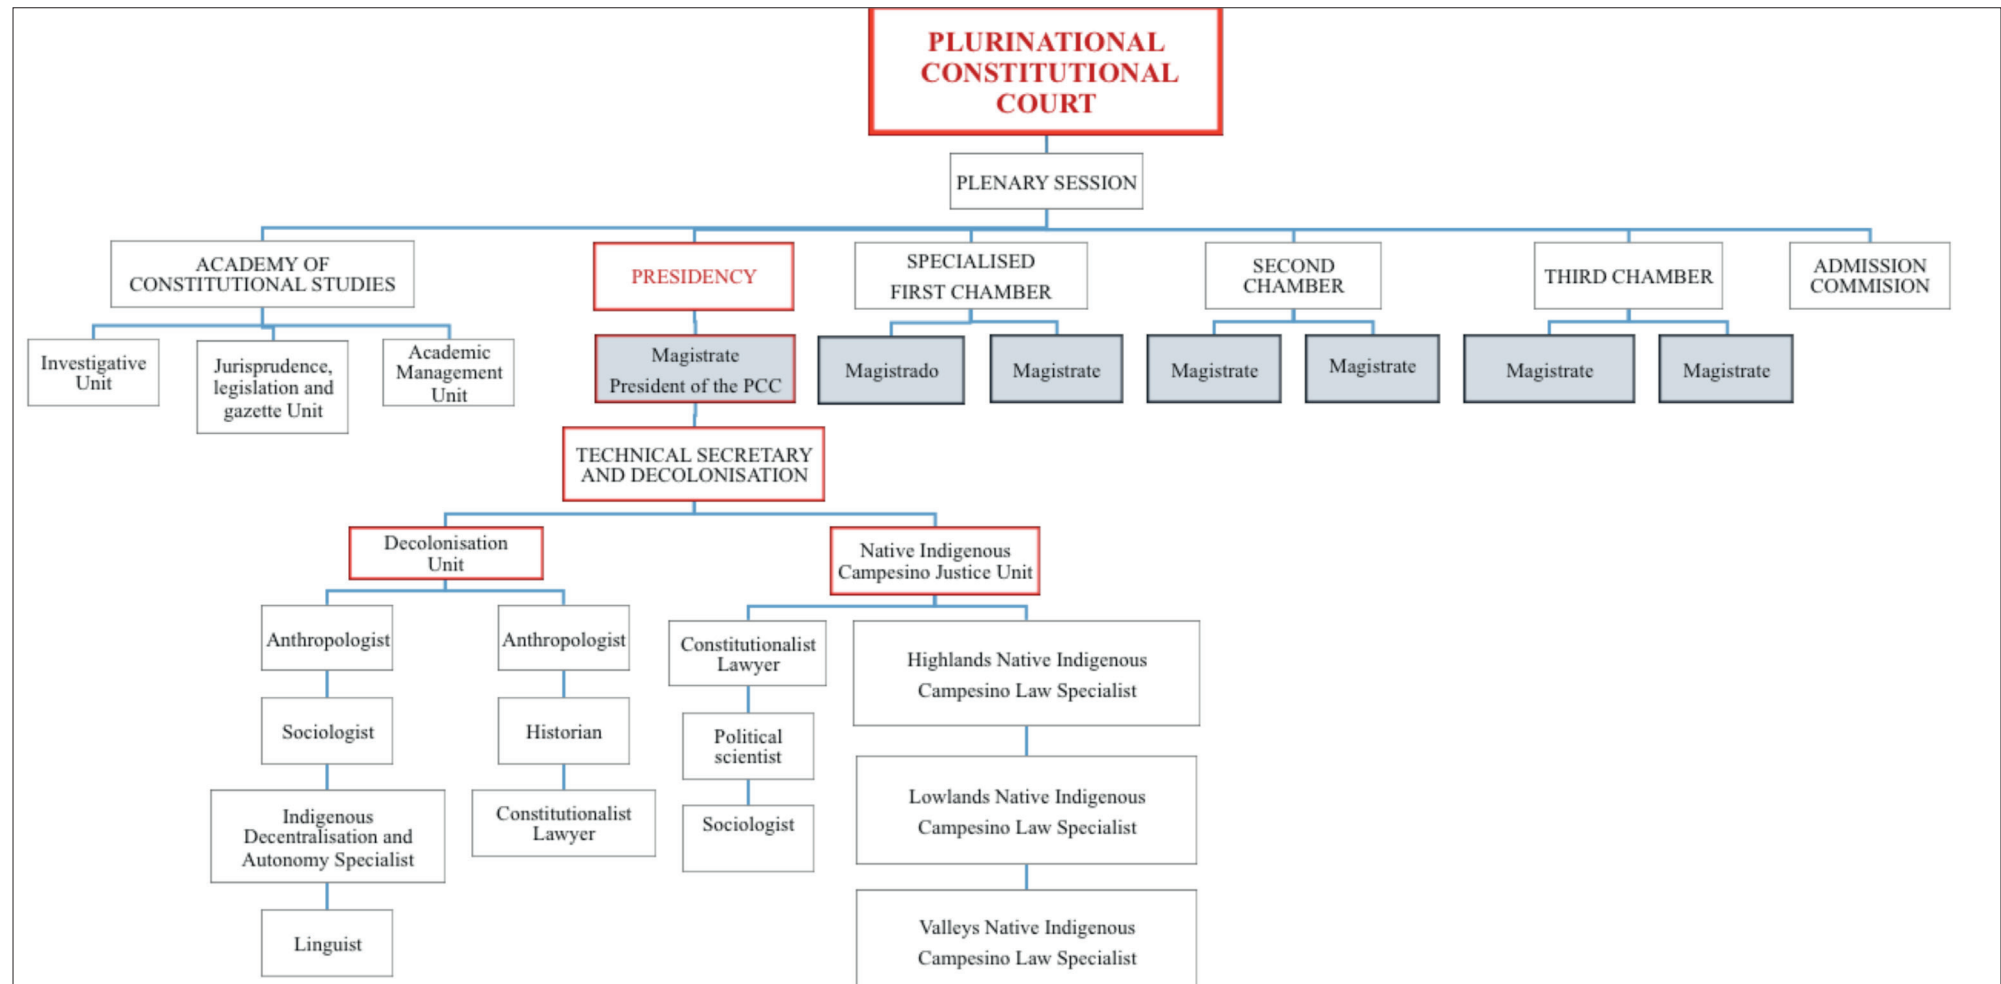 PLURINATIONAL
CONSTITUTIONAL
COURT
PLENARY SESSION
ACADEMY OF
CONSTITUTIONAL STUDIES
PRESIDENCY
SPECIALISED
FIRST CHAMBER
SECOND
CHAMBER
THIRD CHAMBER
ADMISSION
COMMISION
Investigative
Unit
Jurisprudence,
legislation and
gazette Unit
Academic
Management
Unit
Magistrate
President of the PCC
Magistrado
Magistrate
Magistrate
Magistrate
Magistrate
Magistrate
TECHNICAL SECRETARY
AND DECOLONISATION
Decolonisation
Unit
Native Indigenous
Campesino Justice Unit
Anthropologist
Sociologist
Indigenous
Decentralisation and
Autonomy Specialist
Linguist
Anthropologist
Historian
Constitutionalist
Lawyer
Constitutionalist
Lawyer
Political
scientist
Sociologist
Highlands Native Indigenous
Campesino Law Specialist
Lowlands Native Indigenous
Campesino Law Specialist
Valleys Native Indigenous
Campesino Law Specialist